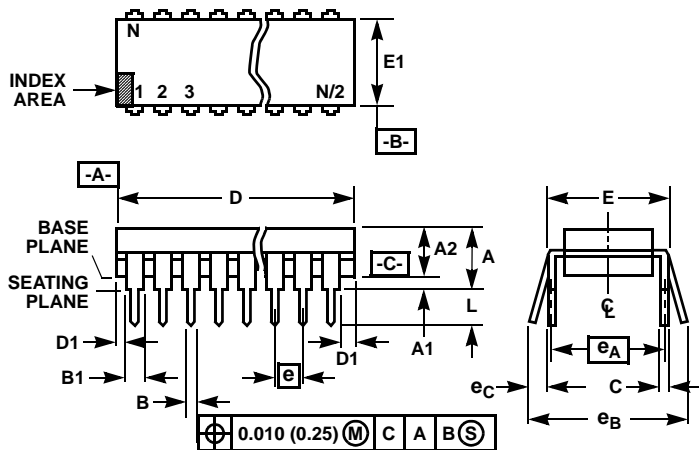 N
E1
INDEX
AREA
1 2 3 N/2
-B-
-A-
D
E
BASE
PLANE
A2
A
-C-
SEATING
PLANE
L
C L
D1
A1
D1
e
eA
B1
eC
C
B
eB
0.010 (0.25) M C A B S